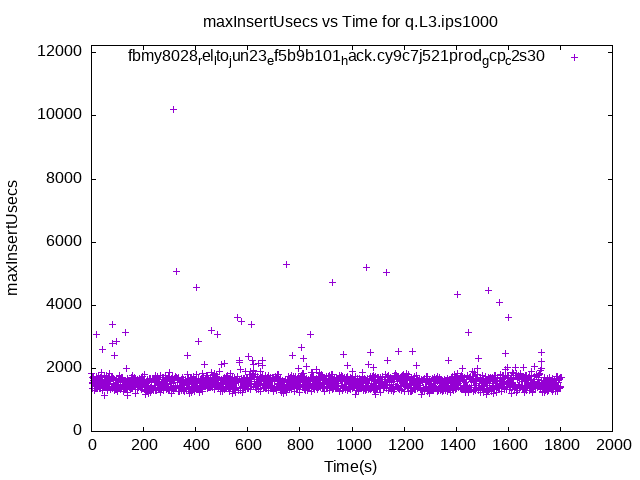 maxInsertUsecs vs Time for q.L3.ips1000
fbmy8028relltojun23ef5b9b101hack.cy9c7j521prodgcpc2s30
12000
10000
8000
6000
4000
2000
0
maxInsertUsecs
0 200 400 600 800 1000 1200 1400 1600 1800 2000
Time(s)